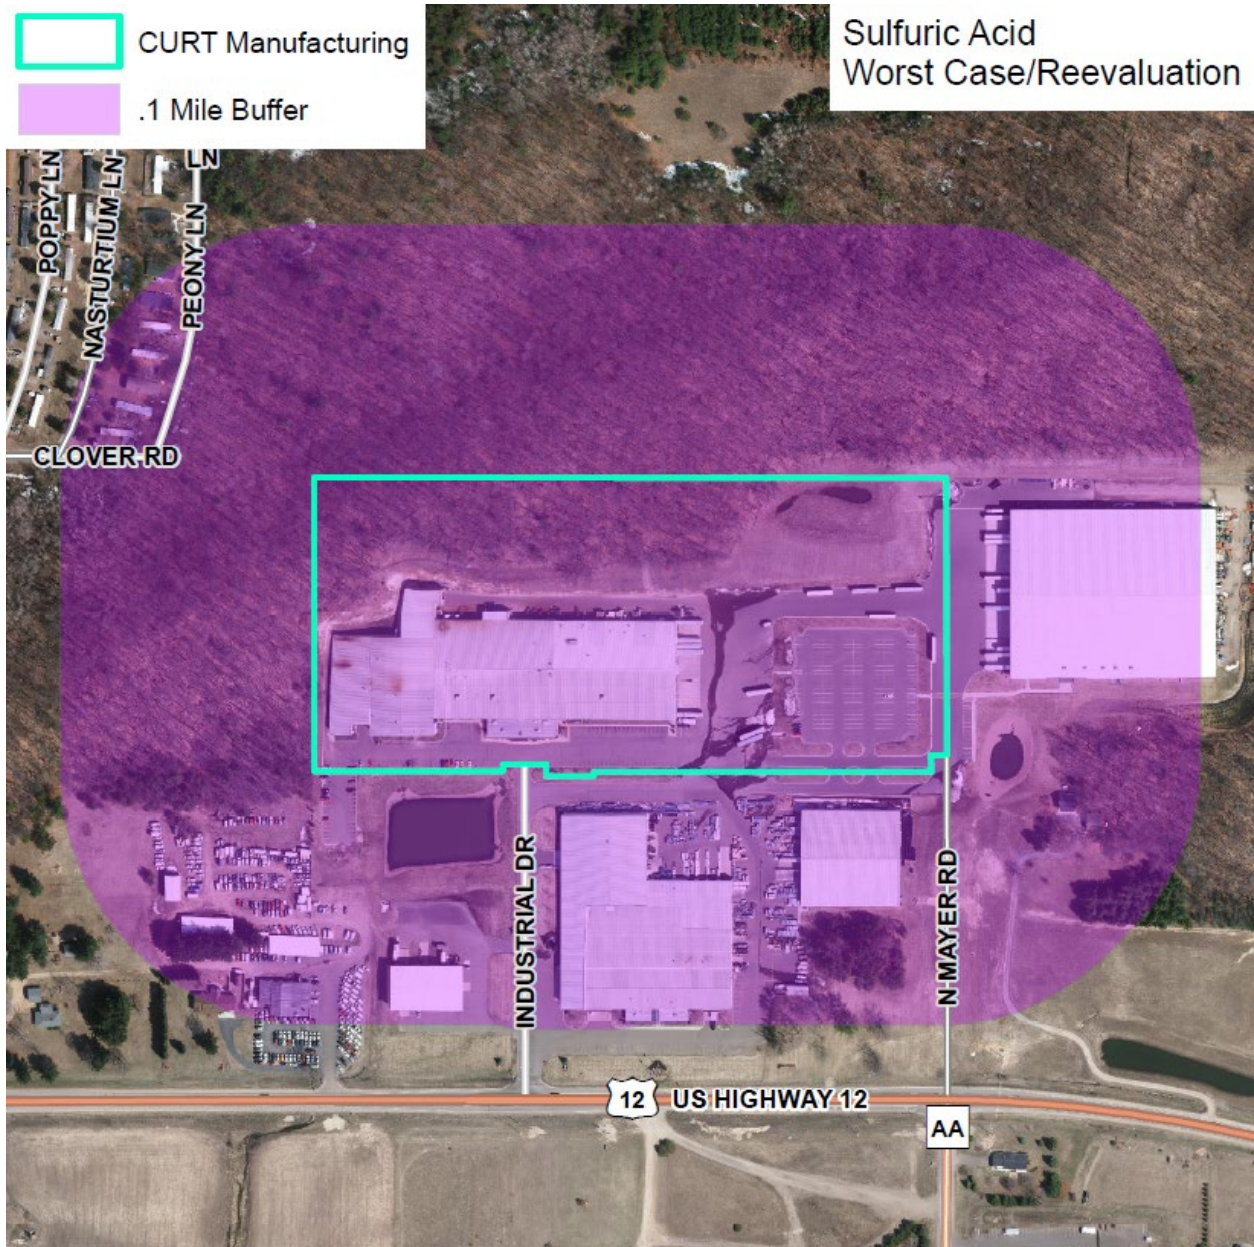 CURT Manufacturing
.1 Mile Buffer
Sulfuric Acid
Worst Case/Reevaluation
POPPY LN
NASTURTIUM LN
PEONY LN
LN
CLOVER RD
INDUSTRIAL DR
N MAYER RD
12
US HIGHWAY 12
AA